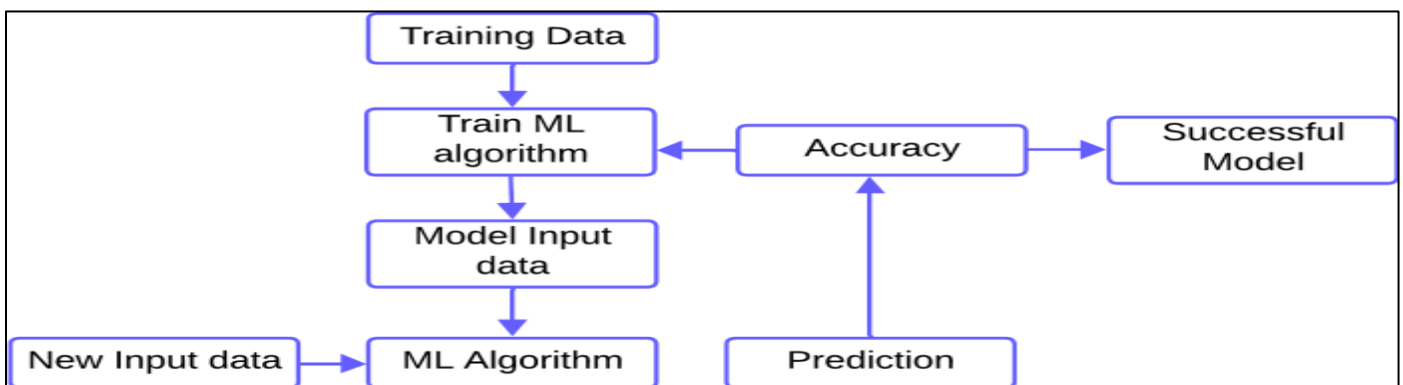 Training Data
Train ML
algorithm
Accuracy
Successful
Model
Model Input
data
New Input data
ML Algorithm
Prediction